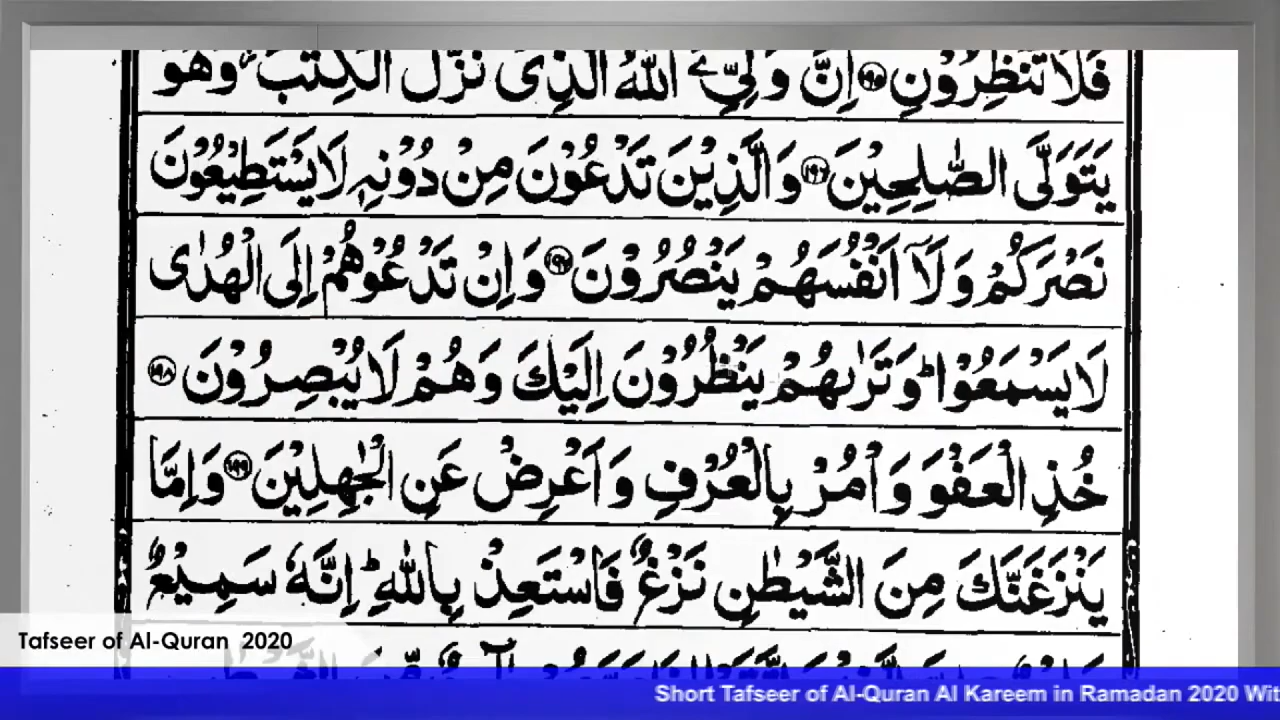 فَلَا تُنْظِرُوْنِ ۝۱۹۵ اِنَّ وَلِیِّ ےَ اللّٰهُ الَّذِیْ نَزَّلَ الْكِتٰبَ ۖ وَهُوَ
یَتَوَلَّی الصّٰلِحِیْنَ ۝۱۹۶ وَ الَّذِیْنَ تَدْعُوْنَ مِنْ دُوْنِهٖ لَا یَسْتَطِیْعُوْنَ
نَصْرَكُمْ وَ لَاۤ اَنْفُسَهُمْ یَنْصُرُوْنَ ۝۱۹۷ وَ اِنْ تَدْعُوْهُمْ اِلَی الْهُدٰی
لَا یَسْمَعُوْا ؕ وَ تَرٰىهُمْ یَنْظُرُوْنَ اِلَیْكَ وَ هُمْ لَا یُبْصِرُوْنَ ۝۱۹۸
خُذِ الْعَفْوَ وَ اْمُرْ بِالْعُرْفِ وَ اَعْرِضْ عَنِ الْجٰهِلِیْنَ ۝۱۹۹ وَ اِمَّا
یَنْزَغَنَّكَ مِنَ الشَّیْطٰنِ نَزْغٌ فَاسْتَعِذْ بِاللّٰهِ ؕ اِنَّهٗ سَمِیْعٌ
Tafseer of Al-Quran 2020
Short Tafseer of Al-Quran Al Kareem in Ramadan 2020 Wit